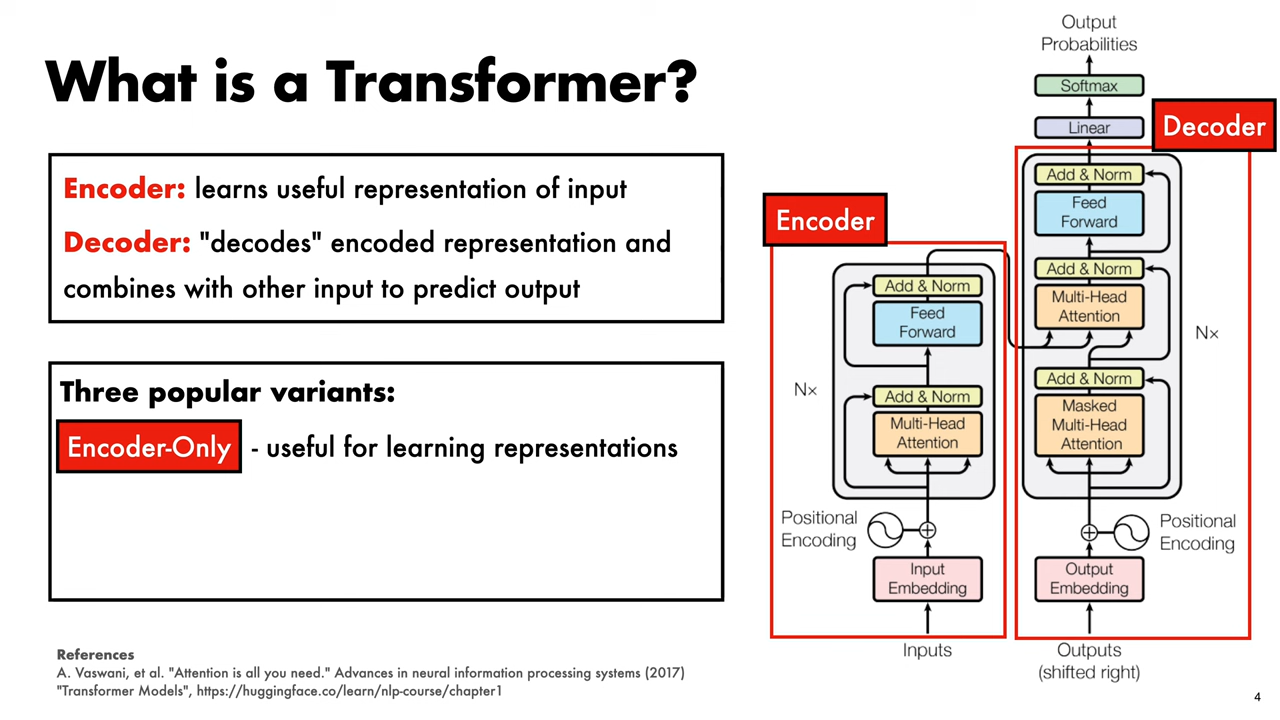 What is a Transformer?
Encoder: learns useful representation of input
Decoder: "decodes" encoded representation and
combines with other input to predict output
Three popular variants:
Encoder-Only - useful for learning representations
References
A. Vaswani, et al. "Attention is all you need." Advances in neural information processing systems (2017)
"Transformer Models", https://huggingface.co/learn/nlp-course/chapter1
Encoder
Add & Norm
Feed
Forward
N×
Add & Norm
Multi-Head
Attention
Positional
Encoding
Input
Embedding
Inputs
Output
Probabilities
Softmax
Linear
Decoder
Add & Norm
Feed
Forward
Add & Norm
Multi-Head
Attention
N×
Add & Norm
Masked
Multi-Head
Attention
Positional
Encoding
Output
Embedding
Outputs
(shifted right)
4